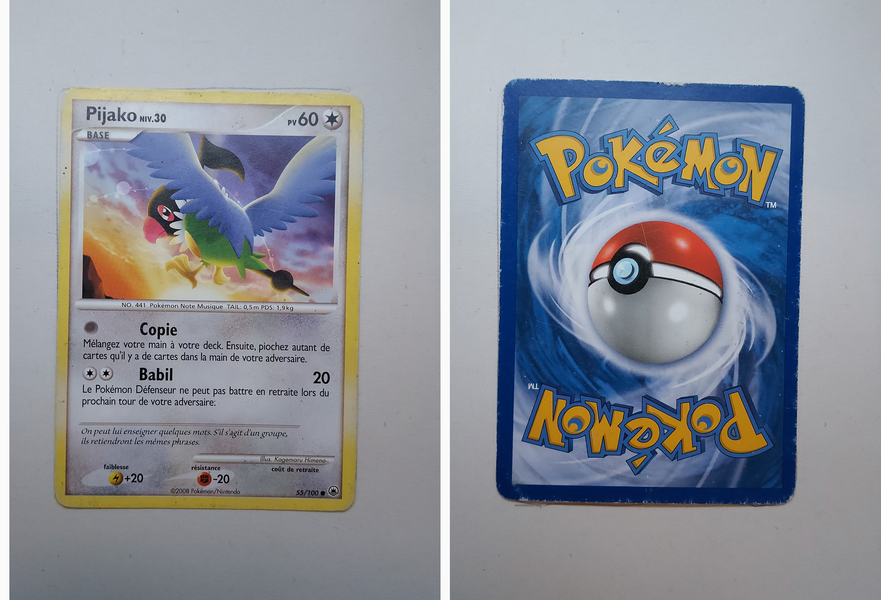 Pijako NIV.30
PV 60
BASE
NO. 441 Pokémon Note Musique TAIL: 0,5m PDS: 1,9kg
Copie
Mélangez votre main à votre deck. Ensuite, piochez autant de
cartes qu'il y a de cartes dans la main de votre adversaire.
Babil 20
Le Pokémon Défenseur ne peut pas battre en retraite lors du
prochain tour de votre adversaire.
On peut lui enseigner quelques mots. S'il s'agit d'un groupe,
ils retiendront les mêmes phrases.
Illus. Kagemaru Himeno
faiblesse résistance coût de retraite
+20 -20
©2008 Pokémon/Nintendo 55/100
POKÉMON
TM
TM
POKÉMON